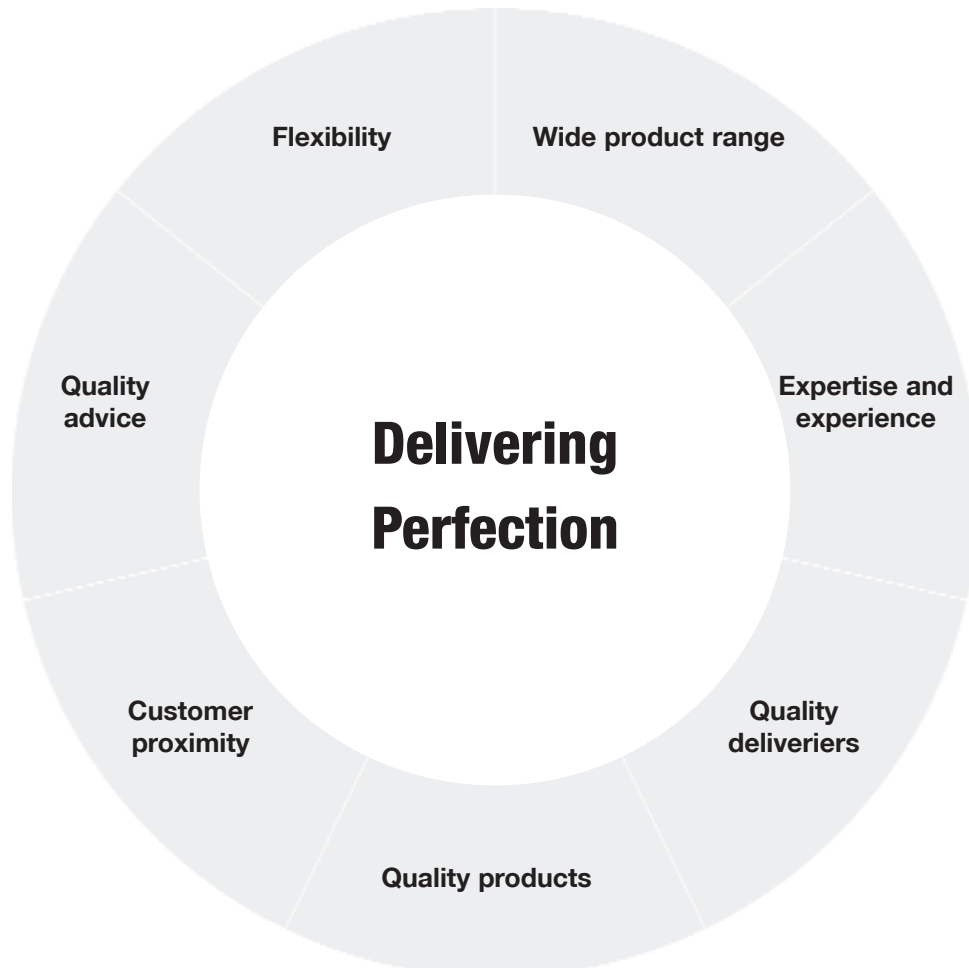 Flexibility
Wide product range
Quality
advice
Expertise and
experience
Delivering
Perfection
Customer
proximity
Quality
deliveriers
Quality products